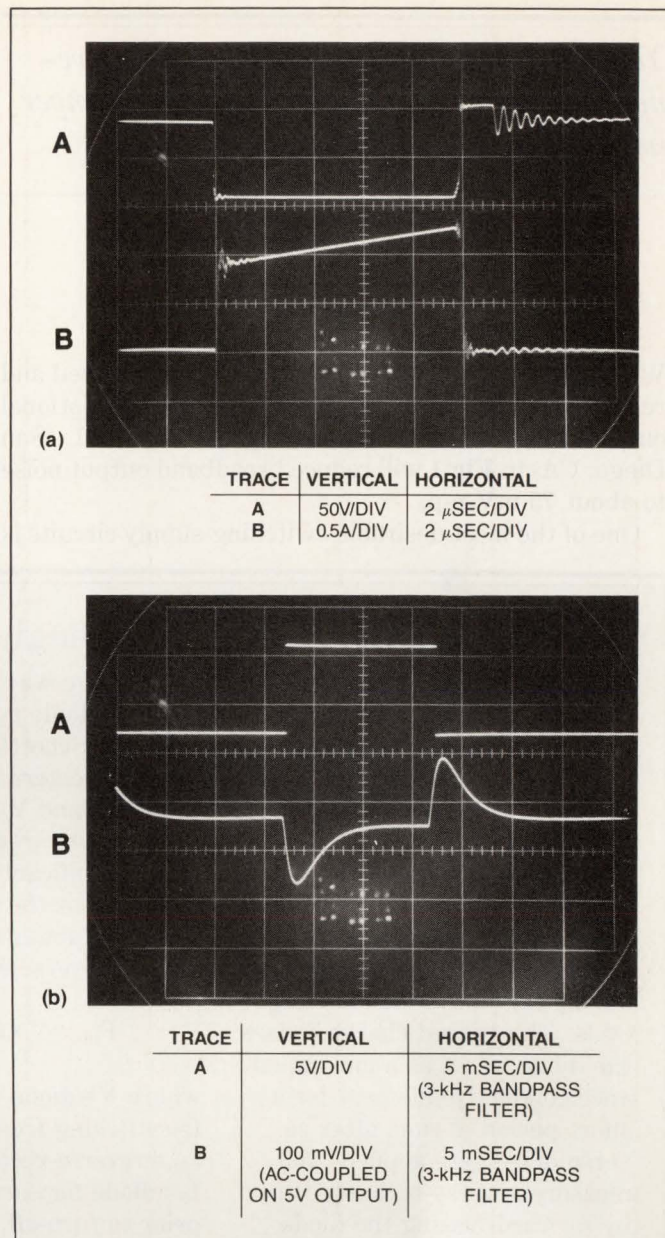 A
B
(a)
TRACE VERTICAL HORIZONTAL
A 50V/DIV 2 μSEC/DIV
B 0.5A/DIV 2 μSEC/DIV
A
B
(b)
TRACE VERTICAL HORIZONTAL
A 5V/DIV 5 mSEC/DIV
(3-kHz BANDPASS
FILTER)
B 100 mV/DIV 5 mSEC/DIV
(AC-COUPLED (3-kHz BANDPASS
ON 5V OUTPUT) FILTER)